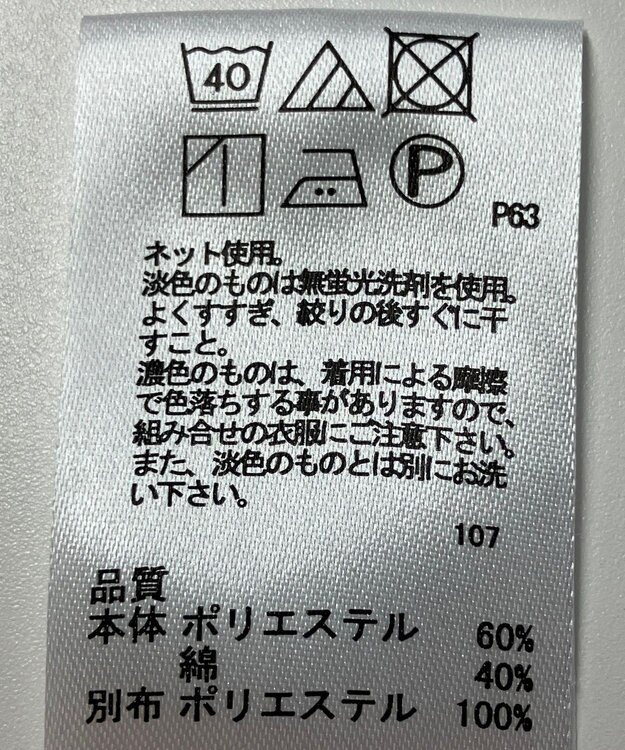 40
P
P63
ネット使用。
淡色のものは無蛍光洗剤を使用。
よくすすぎ、絞りの後すぐに干
すこと。
濃色のものは、着用による摩擦
で色落ちする事がありますので、
組み合せの衣服にご注意下さい。
また、淡色のものとは別にお洗
い下さい。
107
品質
本体 ポリエステル 60%
綿 40%
別布 ポリエステル 100%